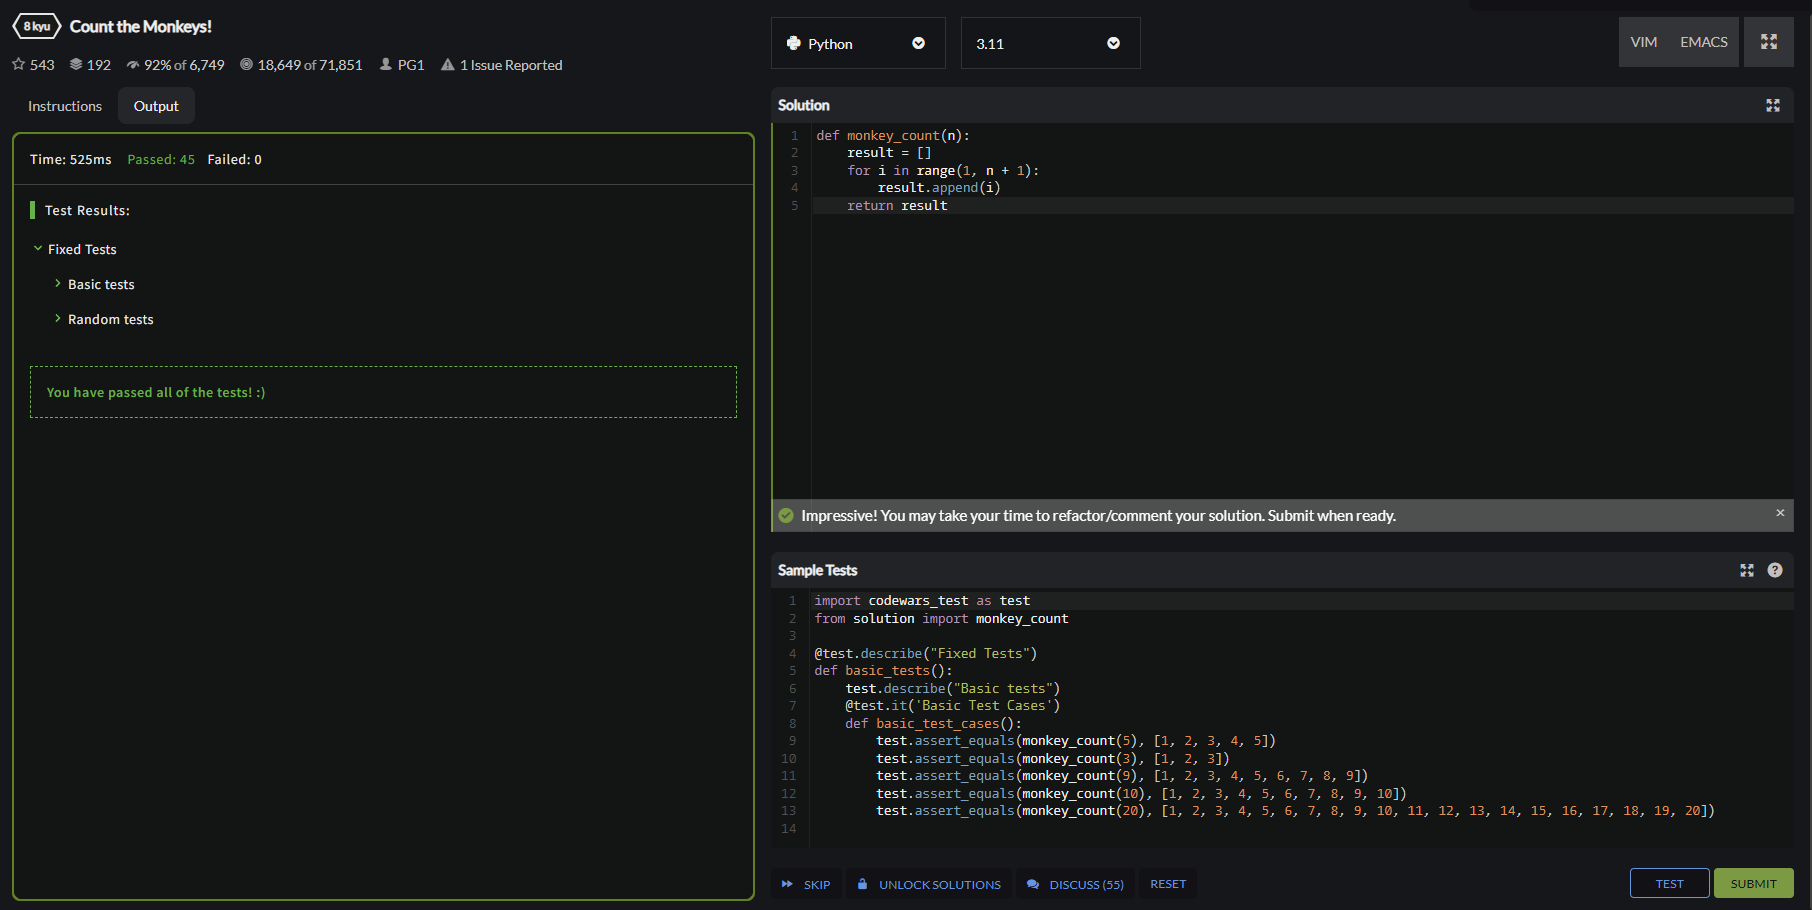 8 kyu Count the Monkeys!
543 192 92% of 6,749 18,649 of 71,851 PG1 1 Issue Reported
Instructions Output
Time: 525ms Passed: 45 Failed: 0
Test Results:
Fixed Tests
Basic tests
Random tests
You have passed all of the tests! :)
Python 3.11 VIM EMACS
Solution
1 def monkey_count(n):
2     result = []
3     for i in range(1, n + 1):
4         result.append(i)
5     return result
Impressive! You may take your time to refactor/comment your solution. Submit when ready. ×
Sample Tests ?
1 import codewars_test as test
2 from solution import monkey_count
3
4 @test.describe("Fixed Tests")
5 def basic_tests():
6     test.describe("Basic tests")
7     @test.it('Basic Test Cases')
8     def basic_test_cases():
9         test.assert_equals(monkey_count(5), [1, 2, 3, 4, 5])
10         test.assert_equals(monkey_count(3), [1, 2, 3])
11         test.assert_equals(monkey_count(9), [1, 2, 3, 4, 5, 6, 7, 8, 9])
12         test.assert_equals(monkey_count(10), [1, 2, 3, 4, 5, 6, 7, 8, 9, 10])
13         test.assert_equals(monkey_count(20), [1, 2, 3, 4, 5, 6, 7, 8, 9, 10, 11, 12, 13, 14, 15, 16, 17, 18, 19, 20])
14
SKIP UNLOCK SOLUTIONS DISCUSS (55) RESET TEST SUBMIT